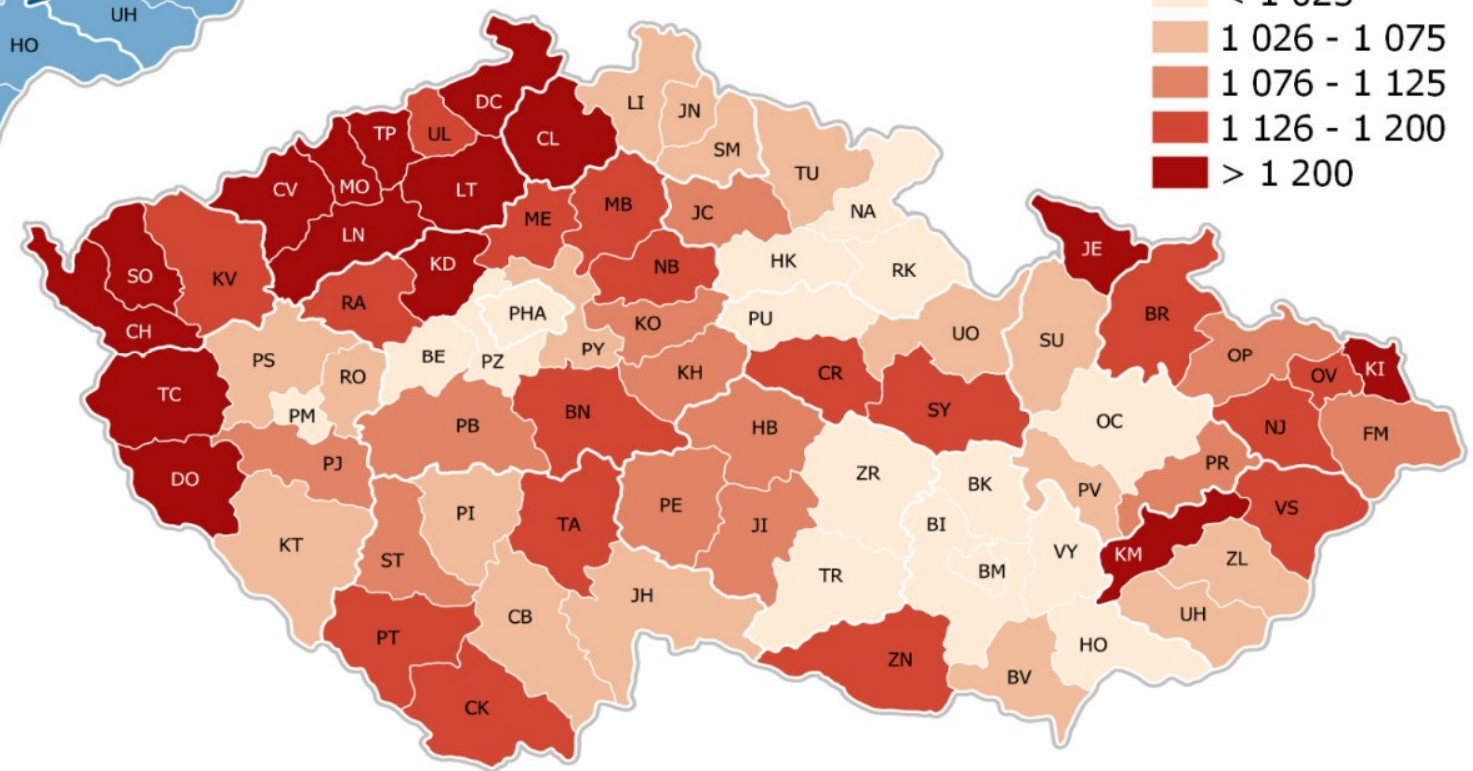 UH
HO
1 026 - 1 075
1 076 - 1 125
1 126 - 1 200
> 1 200
DC
LI
JN
TP
UL
CL
SM
TU
CV
MO
LT
ME
MB
JC
NA
LN
SO
KV
KD
NB
HK
RK
JE
RA
CH
PHA
KO
PU
UO
SU
BR
PS
BE
PZ
PY
OP
RO
KH
CR
OV
KI
TC
PM
PB
BN
HB
SY
OC
NJ
FM
PJ
DO
ZR
BK
PR
PV
PI
TA
PE
JI
BI
VS
KT
ST
TR
BM
VY
KM
ZL
JH
CB
UH
PT
ZN
BV
HO
CK